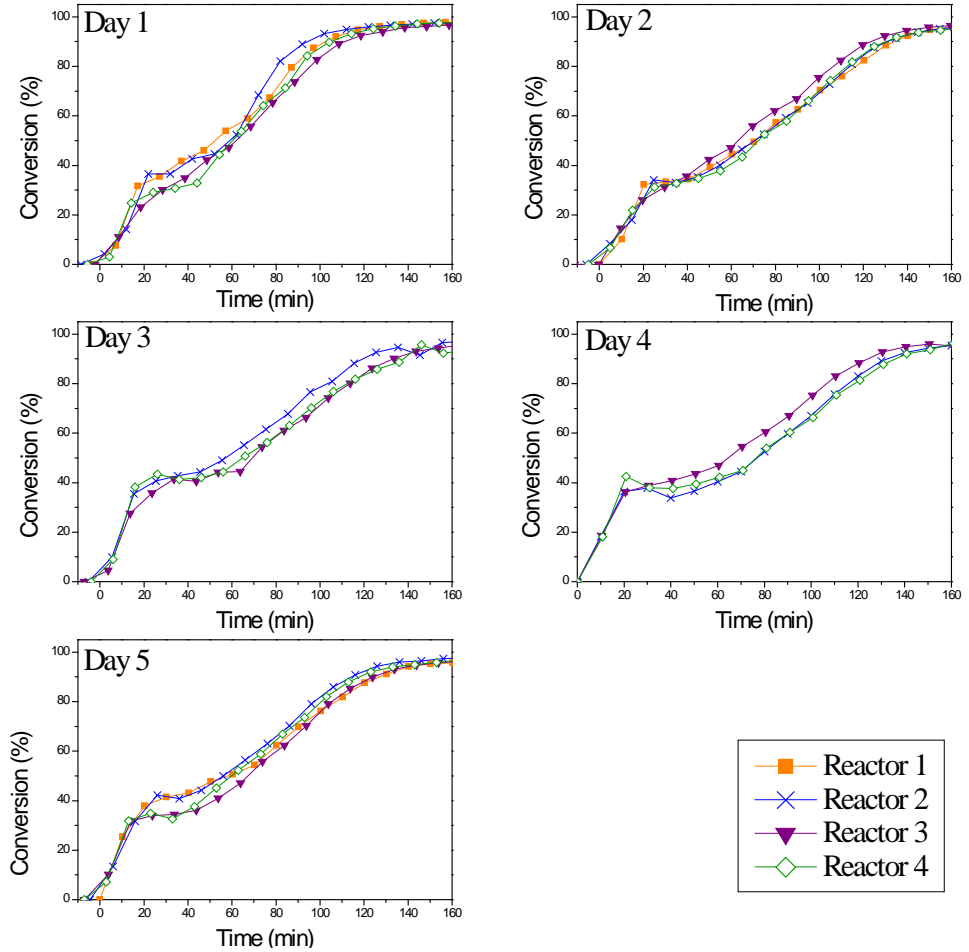 Day 1
Conversion (%)
100
80
60
40
20
0
0 20 40 60 80 100 120 140 160
Time (min)
Day 2
Conversion (%)
100
80
60
40
20
0
0 20 40 60 80 100 120 140 160
Time (min)
Day 3
Conversion (%)
100
80
60
40
20
0
0 20 40 60 80 100 120 140 160
Time (min)
Day 4
Conversion (%)
100
80
60
40
20
0
0 20 40 60 80 100 120 140 160
Time (min)
Day 5
Conversion (%)
100
80
60
40
20
0
0 20 40 60 80 100 120 140 160
Time (min)
Reactor 1
Reactor 2
Reactor 3
Reactor 4